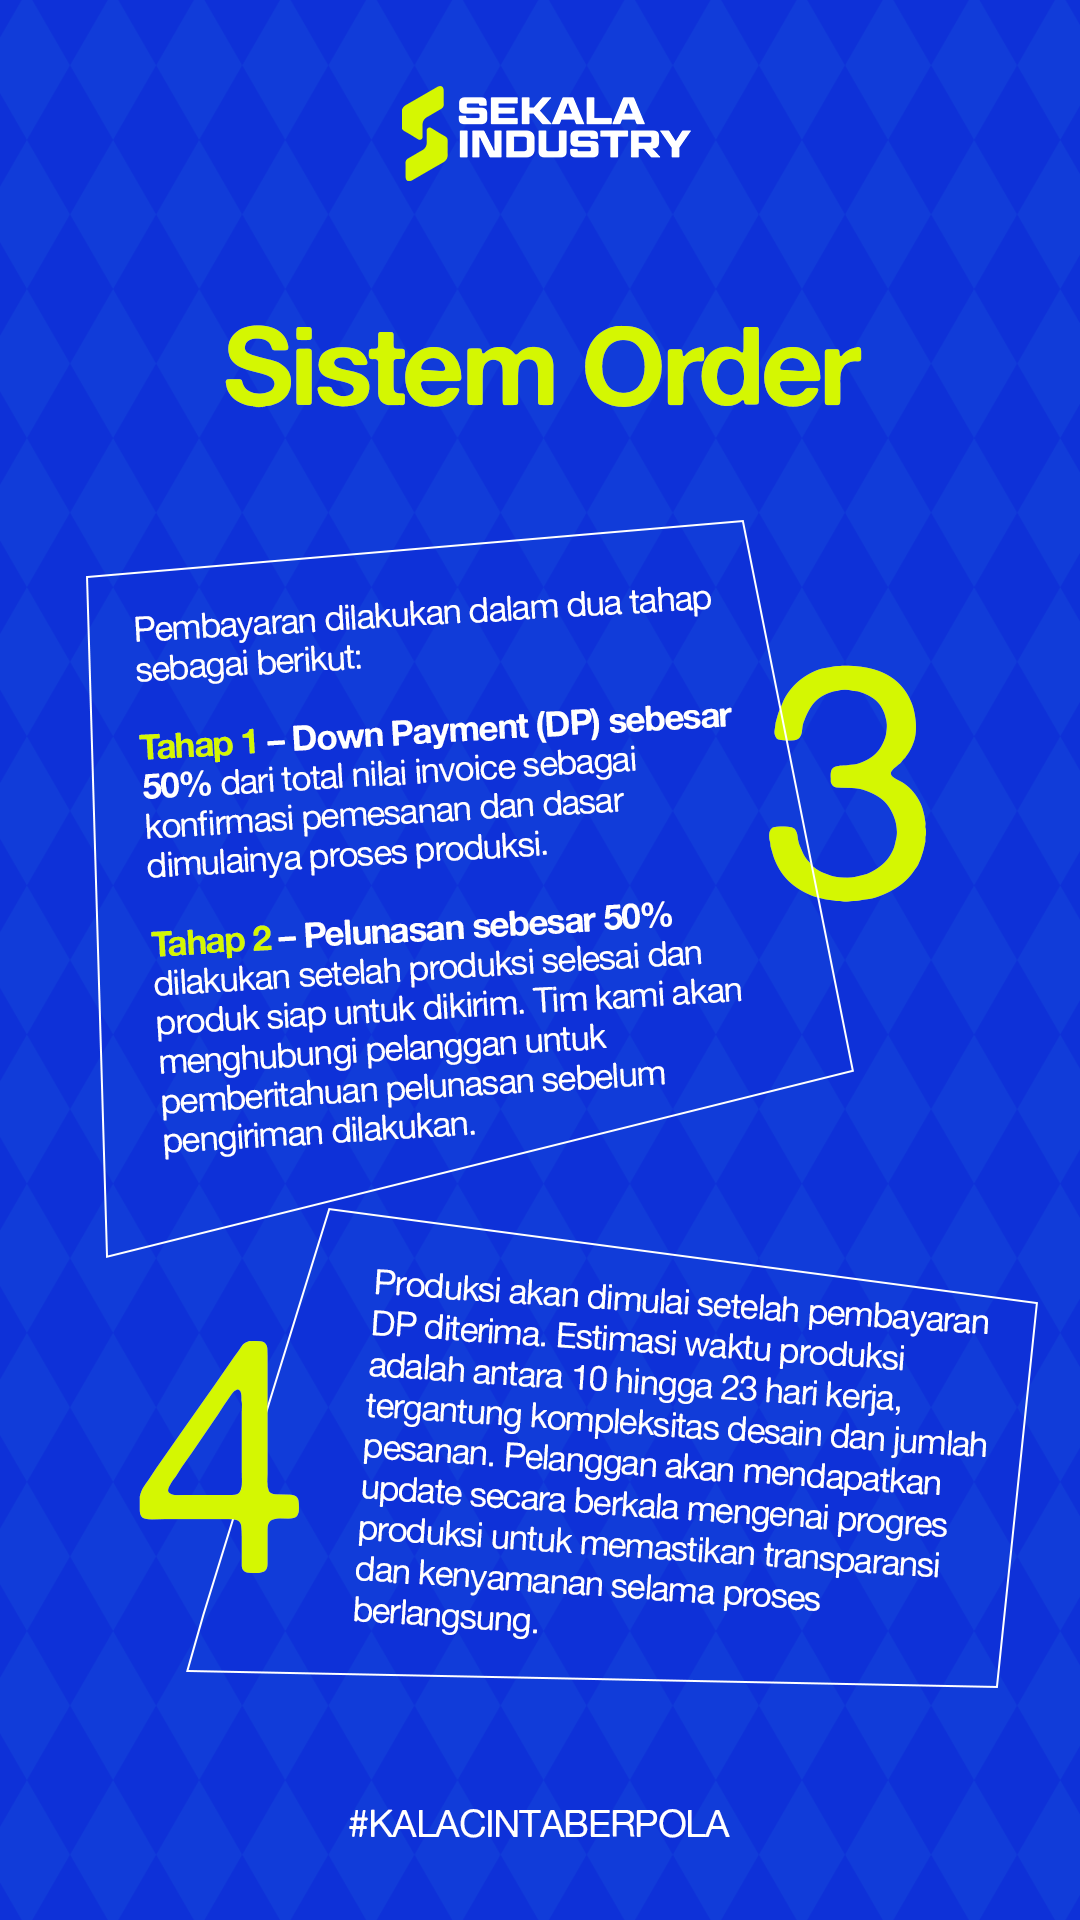 SEKALA
INDUSTRY
Sistem Order
Pembayaran dilakukan dalam dua tahap
sebagai berikut:
Tahap 1 – Down Payment (DP) sebesar
50% dari total nilai invoice sebagai
konfirmasi pemesanan dan dasar
dimulainya proses produksi.
Tahap 2 – Pelunasan sebesar 50%
dilakukan setelah produksi selesai dan
produk siap untuk dikirim. Tim kami akan
menghubungi pelanggan untuk
pemberitahuan pelunasan sebelum
pengiriman dilakukan.
3
4
Produksi akan dimulai setelah pembayaran
DP diterima. Estimasi waktu produksi
adalah antara 10 hingga 23 hari kerja,
tergantung kompleksitas desain dan jumlah
pesanan. Pelanggan akan mendapatkan
update secara berkala mengenai progres
produksi untuk memastikan transparansi
dan kenyamanan selama proses
berlangsung.
#KALACINTABERPOLA